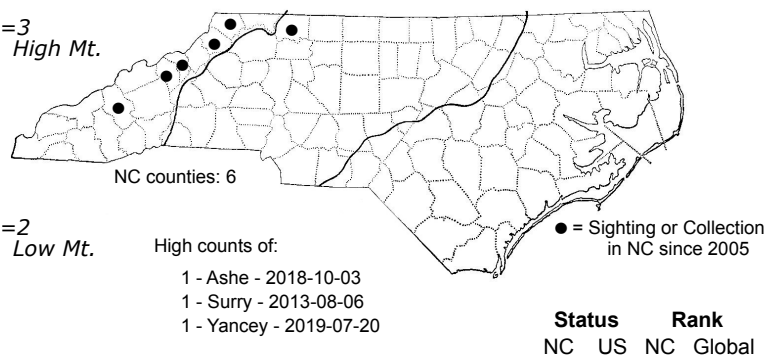 =3
High Mt.
NC counties: 6
=2
Low Mt.
High counts of:
1 - Ashe - 2018-10-03
1 - Surry - 2013-08-06
1 - Yancey - 2019-07-20
● = Sighting or Collection
in NC since 2005
Status Rank
NC US NC Global